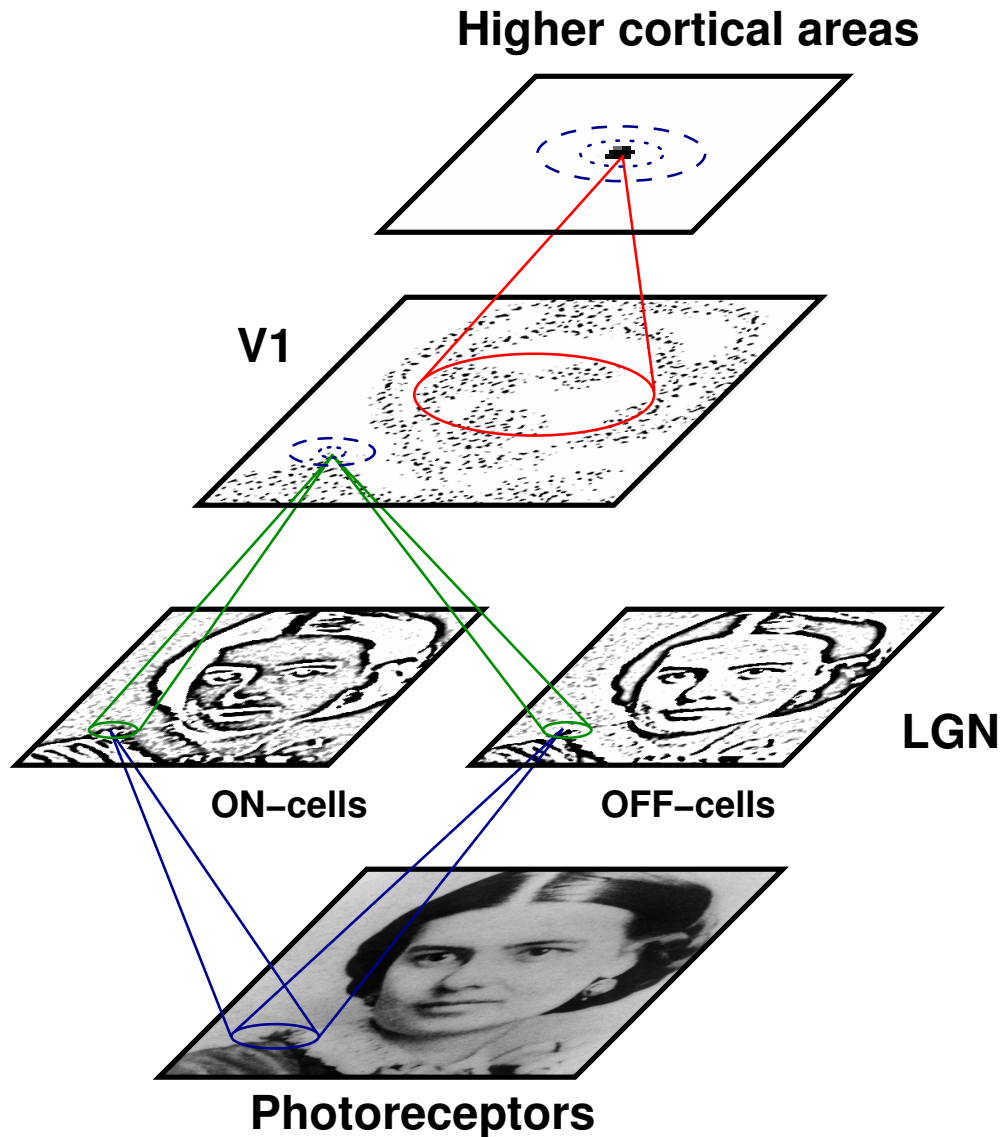 Higher cortical areas
V1
LGN
ON−cells
OFF−cells
Photoreceptors